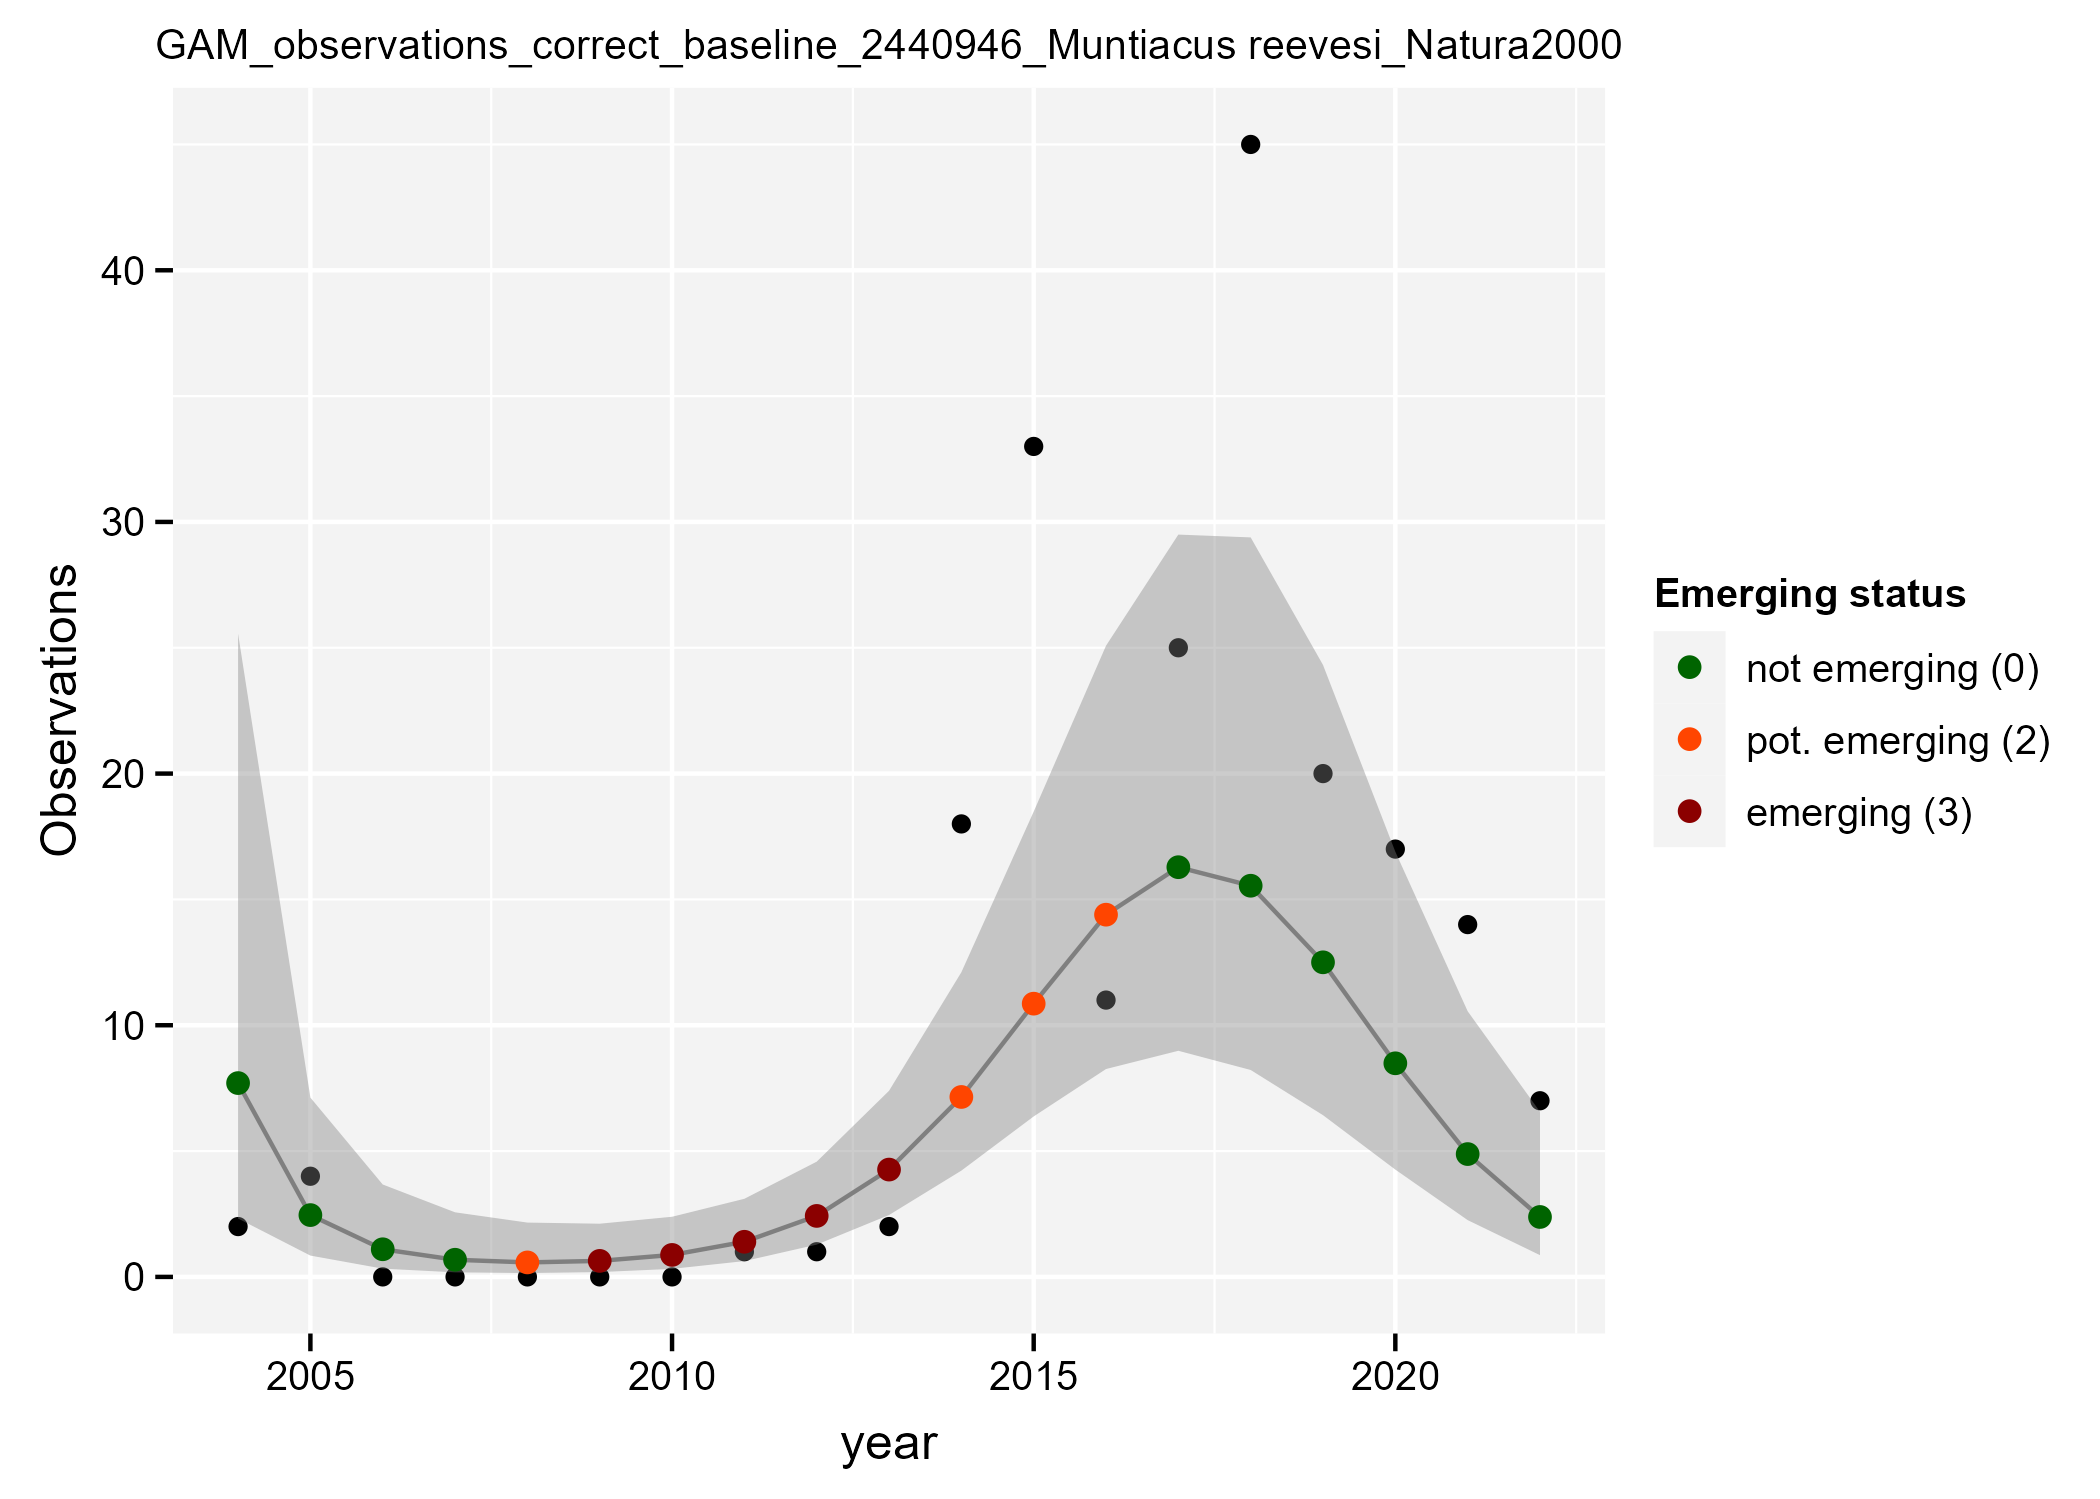 GAM_observations_correct_baseline_2440946_Muntiacus reevesi_Natura2000
Observations
40
30
20
10
0
2005 2010 2015 2020
year
Emerging status
not emerging (0)
pot. emerging (2)
emerging (3)